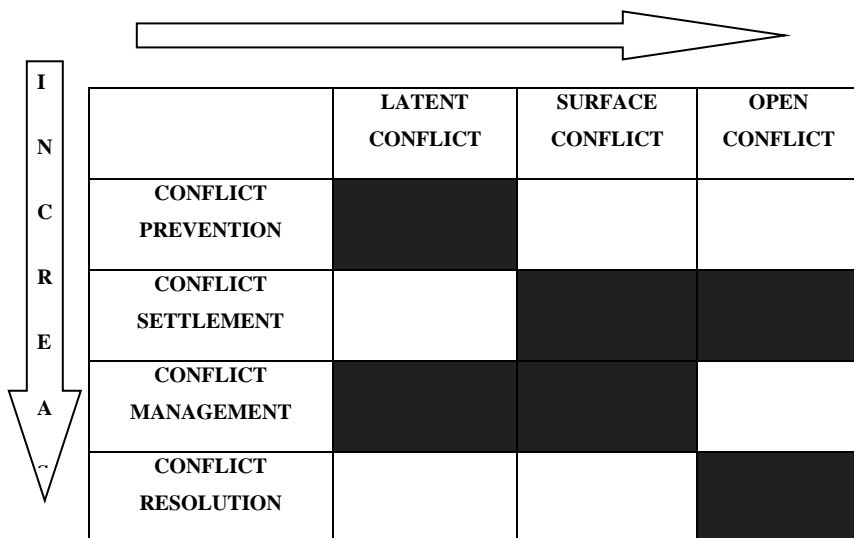 I
N
C
R
E
A
LATENT CONFLICT
SURFACE CONFLICT
OPEN CONFLICT
CONFLICT PREVENTION
CONFLICT SETTLEMENT
CONFLICT MANAGEMENT
CONFLICT RESOLUTION